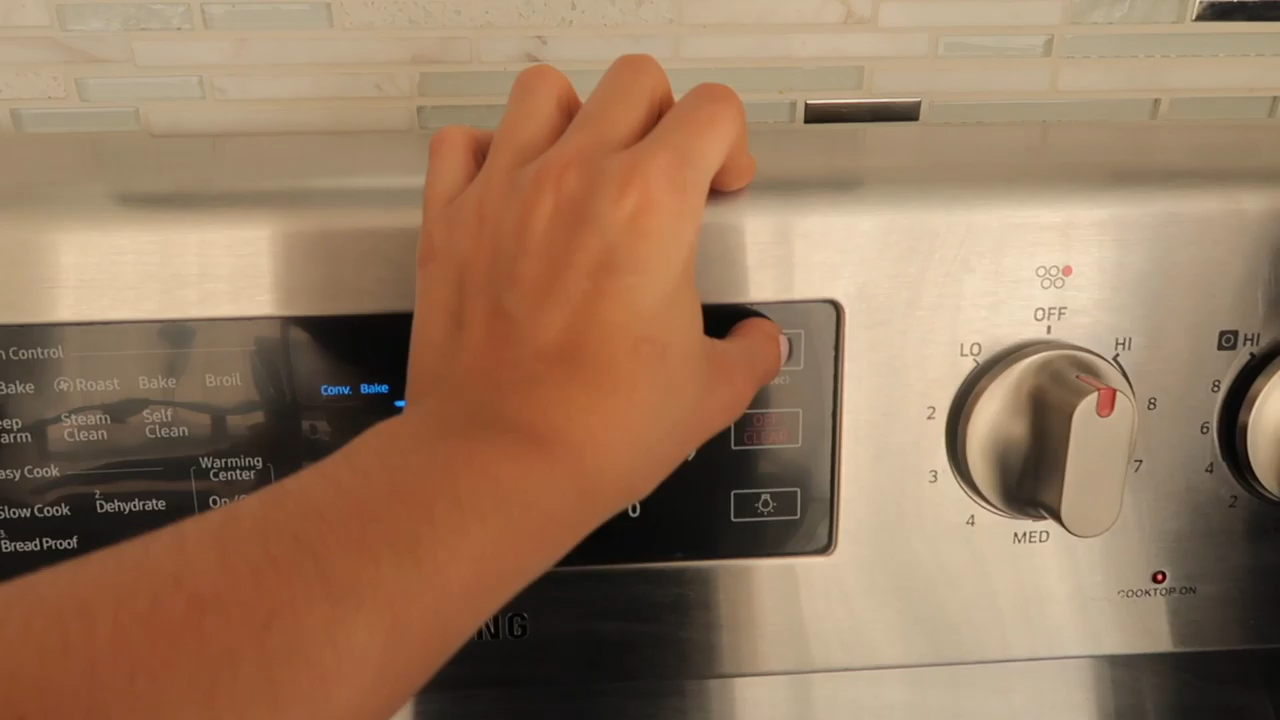 n Control
Bake
Roast
Bake
Broil
Conv. Bake
eep
arm
Steam
Clean
Self
Clean
OFF
CLEAR
asy Cook
Warming
Center
Slow Cook
2.
Dehydrate
On/
3.
Bread Proof
0
NG
OFF
LO
HI
2
8
3
7
4
MED
COOKTOP ON
HI
8
6
4
2